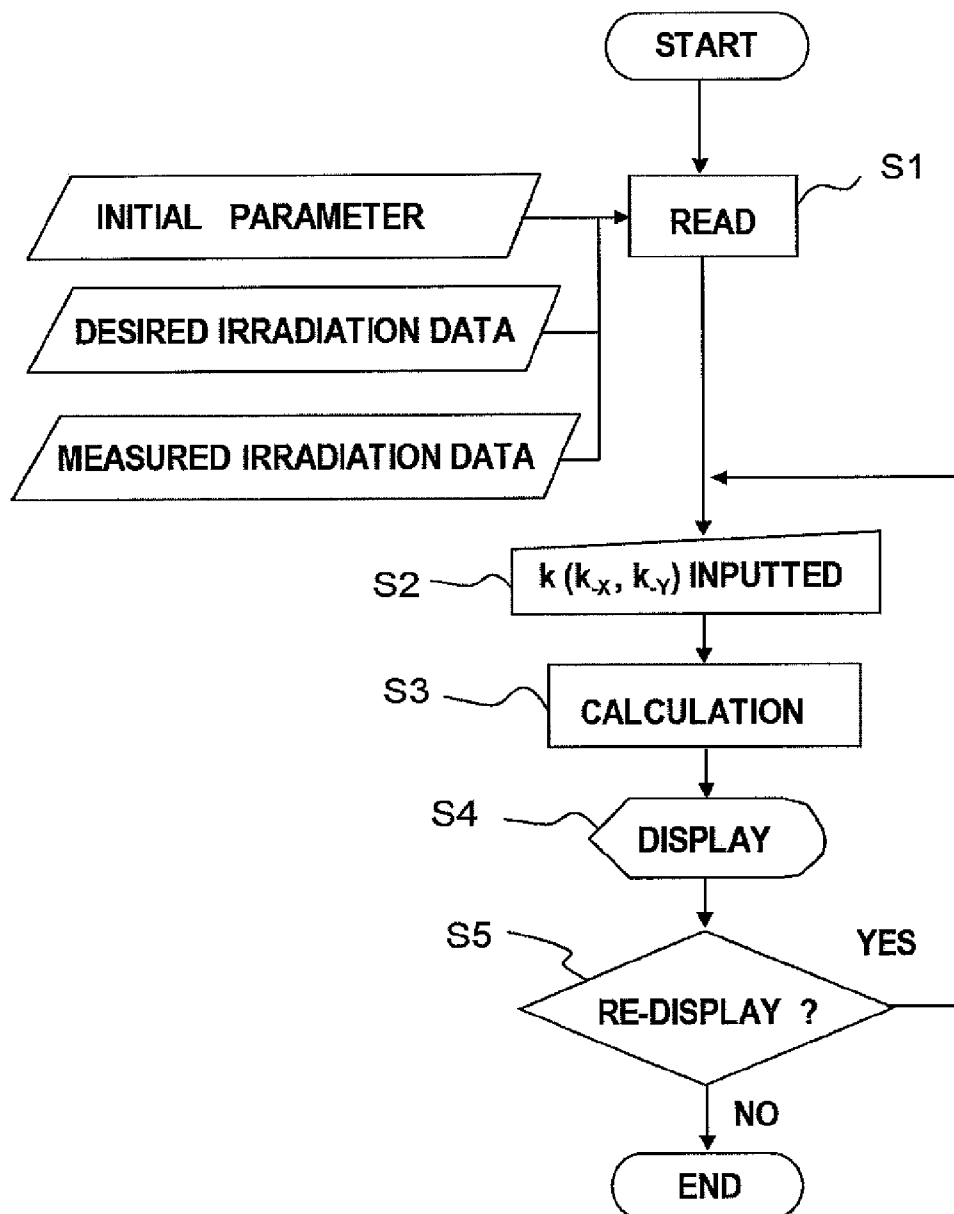 START
S1
INITIAL PARAMETER
READ
DESIRED IRRADIATION DATA
MEASURED IRRADIATION DATA
S2
k (k-X, k-Y) INPUTTED
S3
CALCULATION
S4
DISPLAY
S5
YES
RE-DISPLAY ?
NO
END